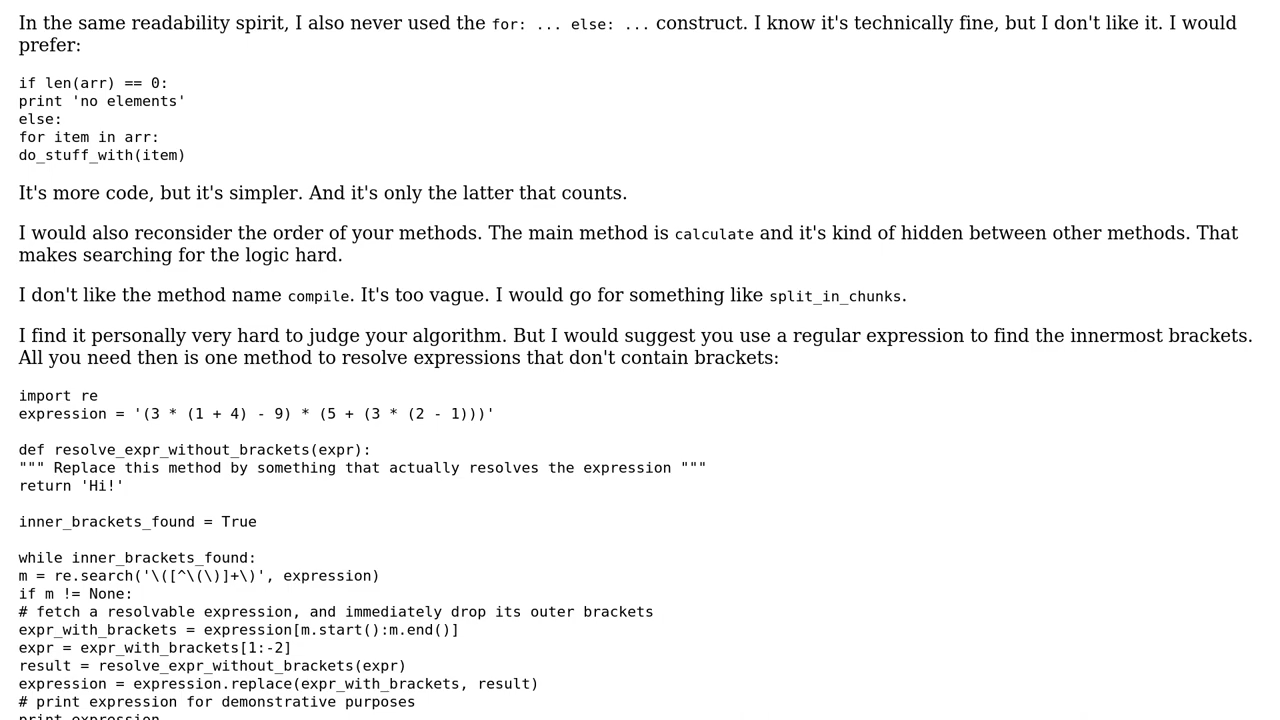 In the same readability spirit, I also never used the for: ... else: ... construct. I know it's technically fine, but I don't like it. I would
prefer:
if len(arr) == 0:
print 'no elements'
else:
for item in arr:
do_stuff_with(item)
It's more code, but it's simpler. And it's only the latter that counts.
I would also reconsider the order of your methods. The main method is calculate and it's kind of hidden between other methods. That
makes searching for the logic hard.
I don't like the method name compile. It's too vague. I would go for something like split_in_chunks.
I find it personally very hard to judge your algorithm. But I would suggest you use a regular expression to find the innermost brackets.
All you need then is one method to resolve expressions that don't contain brackets:
import re
expression = '(3 * (1 + 4) - 9) * (5 + (3 * (2 - 1)))'
def resolve_expr_without_brackets(expr):
""" Replace this method by something that actually resolves the expression """
return 'Hi!'
inner_brackets_found = True
while inner_brackets_found:
m = re.search('\([^\(\)]+\)', expression)
if m != None:
# fetch a resolvable expression, and immediately drop its outer brackets
expr_with_brackets = expression[m.start():m.end()]
expr = expr_with_brackets[1:-2]
result = resolve_expr_without_brackets(expr)
expression = expression.replace(expr_with_brackets, result)
# print expression for demonstrative purposes
print expression